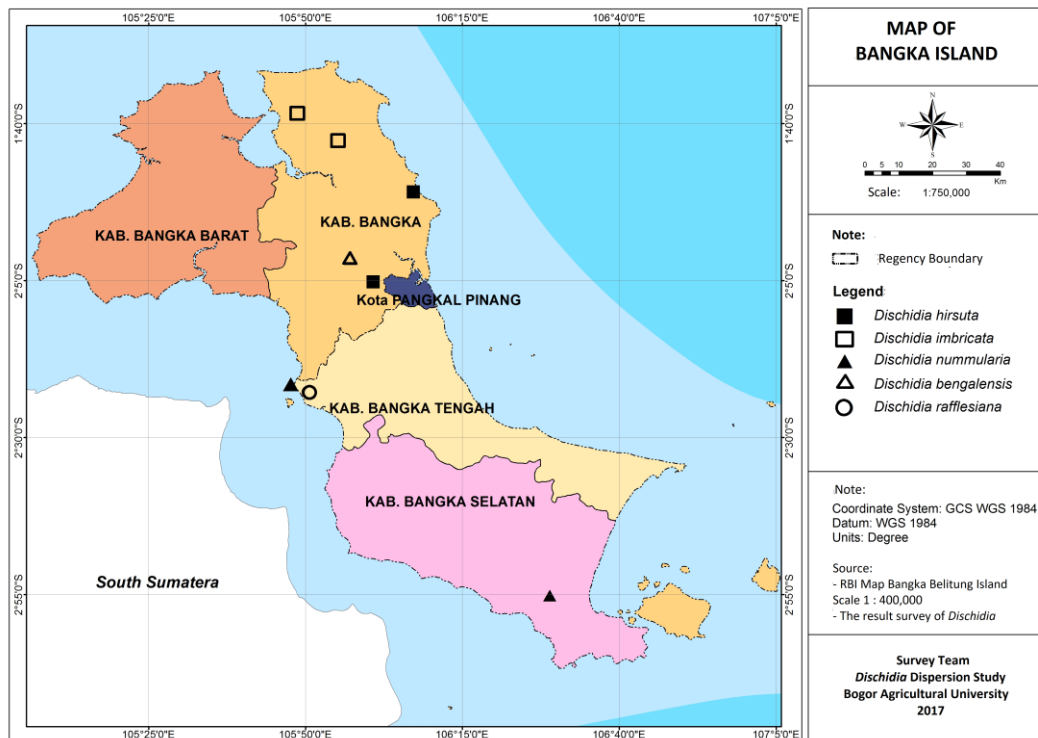 105°25'0"E 105°50'0"E 106°15'0"E 106°40'0"E 107°5'0"E
1°40'0"S
2°5'0"S
2°30'0"S
2°55'0"S
1°40'0"S
2°5'0"S
2°30'0"S
2°55'0"S
KAB. BANGKA
KAB. BANGKA BARAT
Kota PANGKAL PINANG
KAB. BANGKA TENGAH
KAB. BANGKA SELATAN
South Sumatera
105°25'0"E 105°50'0"E 106°15'0"E 106°40'0"E 107°5'0"E
MAP OF
BANGKA ISLAND
N
W E
S
0 5 10 20 30 40
Km
Scale: 1:750,000
Note:
Regency Boundary
Legend
Dischidia hirsuta
Dischidia imbricata
Dischidia nummularia
Dischidia bengalensis
Dischidia rafflesiana
Note:
Coordinate System: GCS WGS 1984
Datum: WGS 1984
Units: Degree
Source:
- RBI Map Bangka Belitung Island
Scale 1 : 400,000
- The result survey of Dischidia
Survey Team
Dischidia Dispersion Study
Bogor Agricultural University
2017